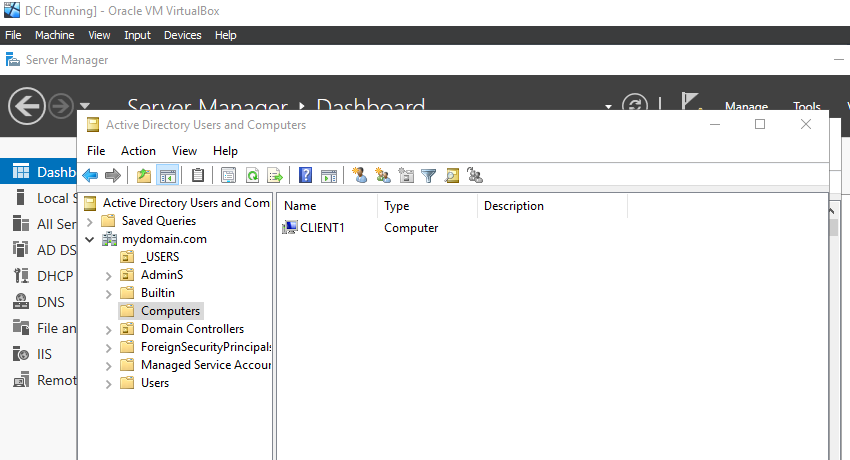 DC [Running] - Oracle VM VirtualBox
File Machine View Input Devices Help
Server Manager
Server Manager Dashboard
Manage Tools
Active Directory Users and Computers
File Action View Help
Dashb
Local S
All Ser
AD DS
DHCP
DNS
File an
IIS
Remot
Active Directory Users and Com
Saved Queries
mydomain.com
_USERS
AdminS
Builtin
Computers
Domain Controllers
ForeignSecurityPrincipals
Managed Service Accour
Users
Name Type Description
CLIENT1 Computer